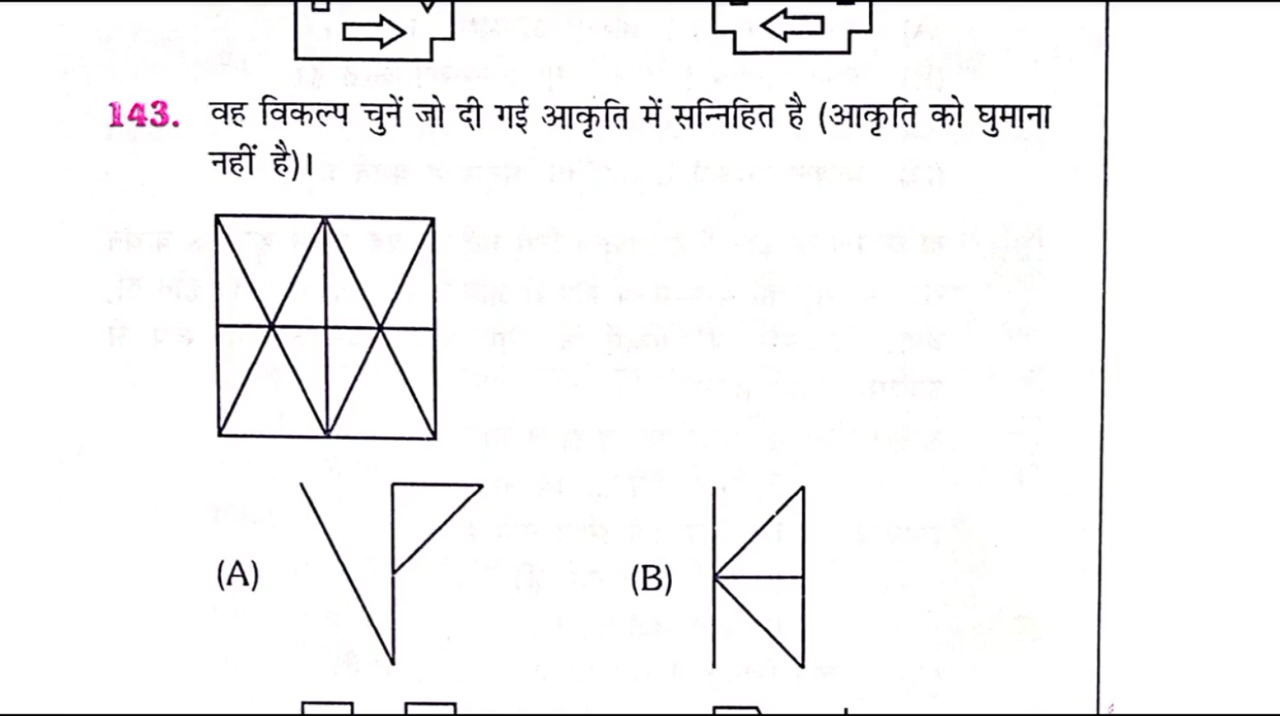 143. वह विकल्प चुनें जो दी गई आकृति में सन्निहित है (आकृति को घुमाना
नहीं है)।
(A)
(B)